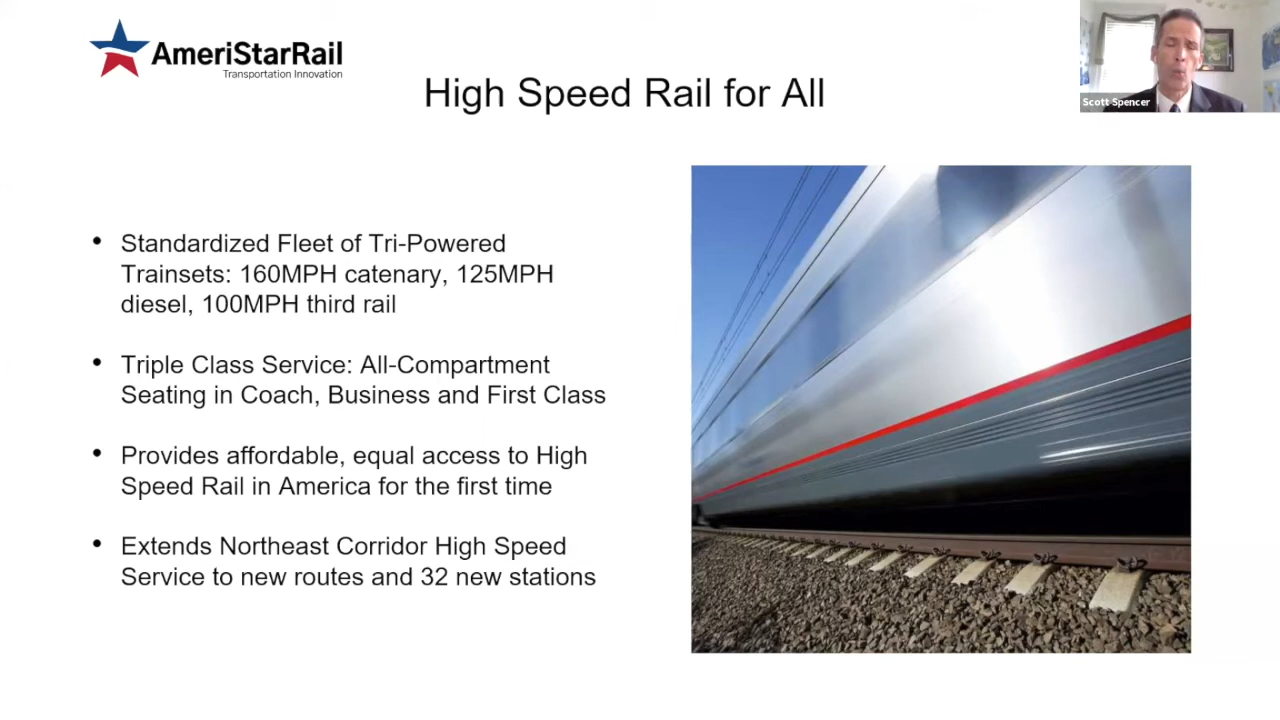 AmeriStarRail
Transportation Innovation
Scott Spencer
High Speed Rail for All
• Standardized Fleet of Tri-Powered
Trainsets: 160MPH catenary, 125MPH
diesel, 100MPH third rail
• Triple Class Service: All-Compartment
Seating in Coach, Business and First Class
• Provides affordable, equal access to High
Speed Rail in America for the first time
• Extends Northeast Corridor High Speed
Service to new routes and 32 new stations